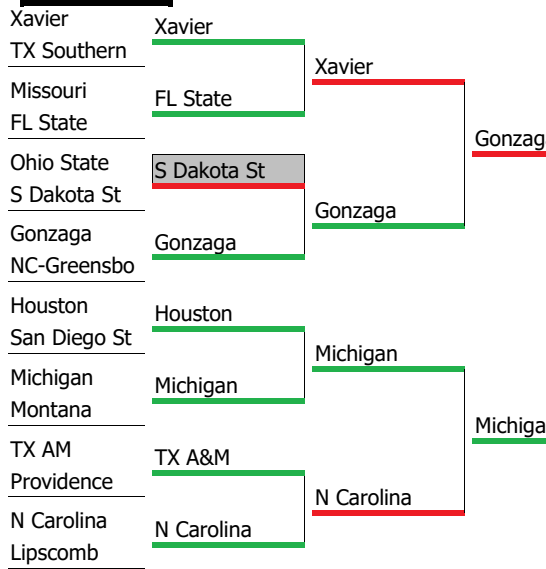 Xavier
TX Southern
Missouri
FL State
Ohio State
S Dakota St
Gonzaga
NC-Greensbo
Houston
San Diego St
Michigan
Montana
TX AM
Providence
N Carolina
Lipscomb
Xavier
FL State
S Dakota St
Gonzaga
Houston
Michigan
TX A&M
N Carolina
Xavier
Gonzaga
Michigan
N Carolina
Gonzag
Michiga